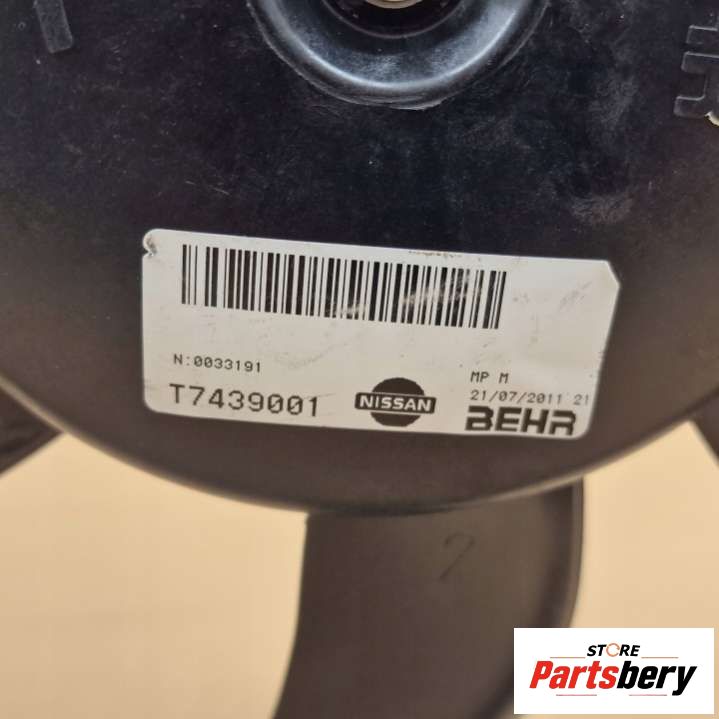 N:0033191
T7439001
NISSAN
MP M
21/07/2011 21
BEHR
STORE
Partsbery